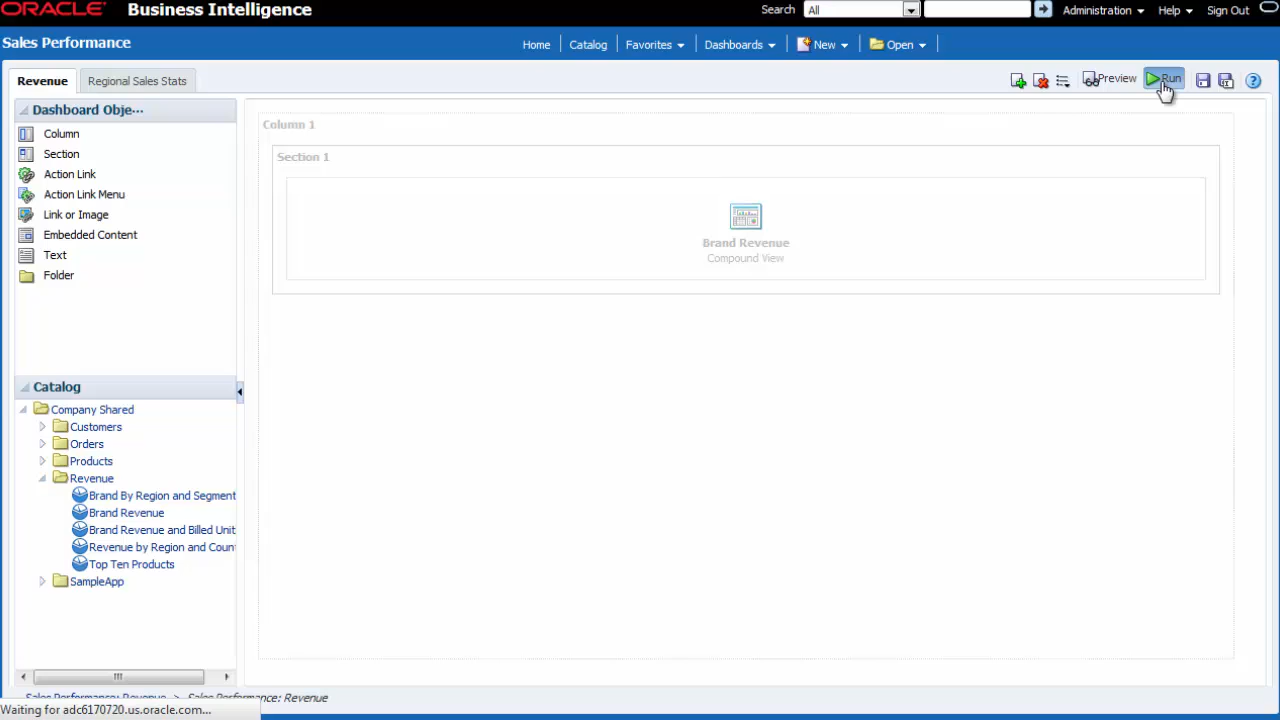 ORACLE Business Intelligence
Search All Administration Help Sign Out
Sales Performance
Home Catalog Favorites Dashboards New Open
Revenue Regional Sales Stats
Preview Run
Dashboard Obje···
Column
Section
Action Link
Action Link Menu
Link or Image
Embedded Content
Text
Folder
Column 1
Section 1
Brand Revenue
Compound View
Catalog
Company Shared
Customers
Orders
Products
Revenue
Brand By Region and Segment
Brand Revenue
Brand Revenue and Billed Unit
Revenue by Region and Coun
Top Ten Products
SampleApp
Sales Performance: Revenue > Sales Performance: Revenue
Waiting for adc6170720.us.oracle.com...